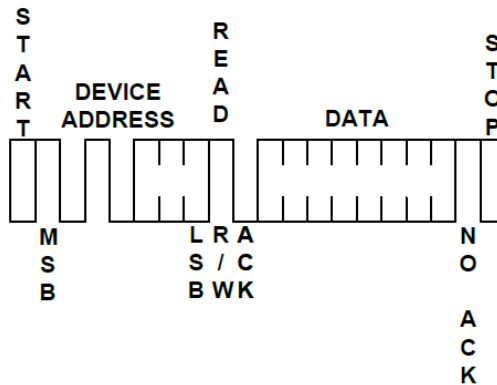 START
DEVICE
ADDRESS
READ
DATA
STOP
MSB
LSB
R/W
ACK
NO ACK